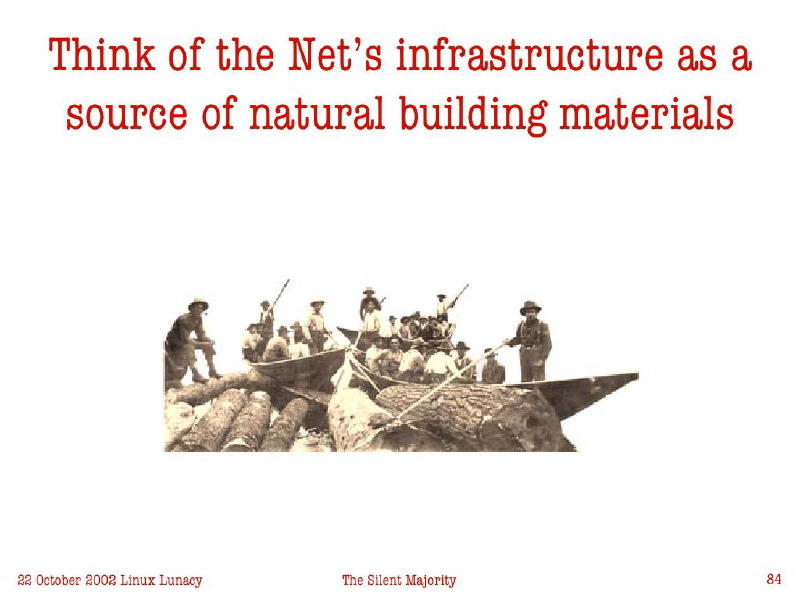 Think of the Net's infrastructure as a
source of natural building materials
22 October 2002 Linux Lunacy
The Silent Majority
84